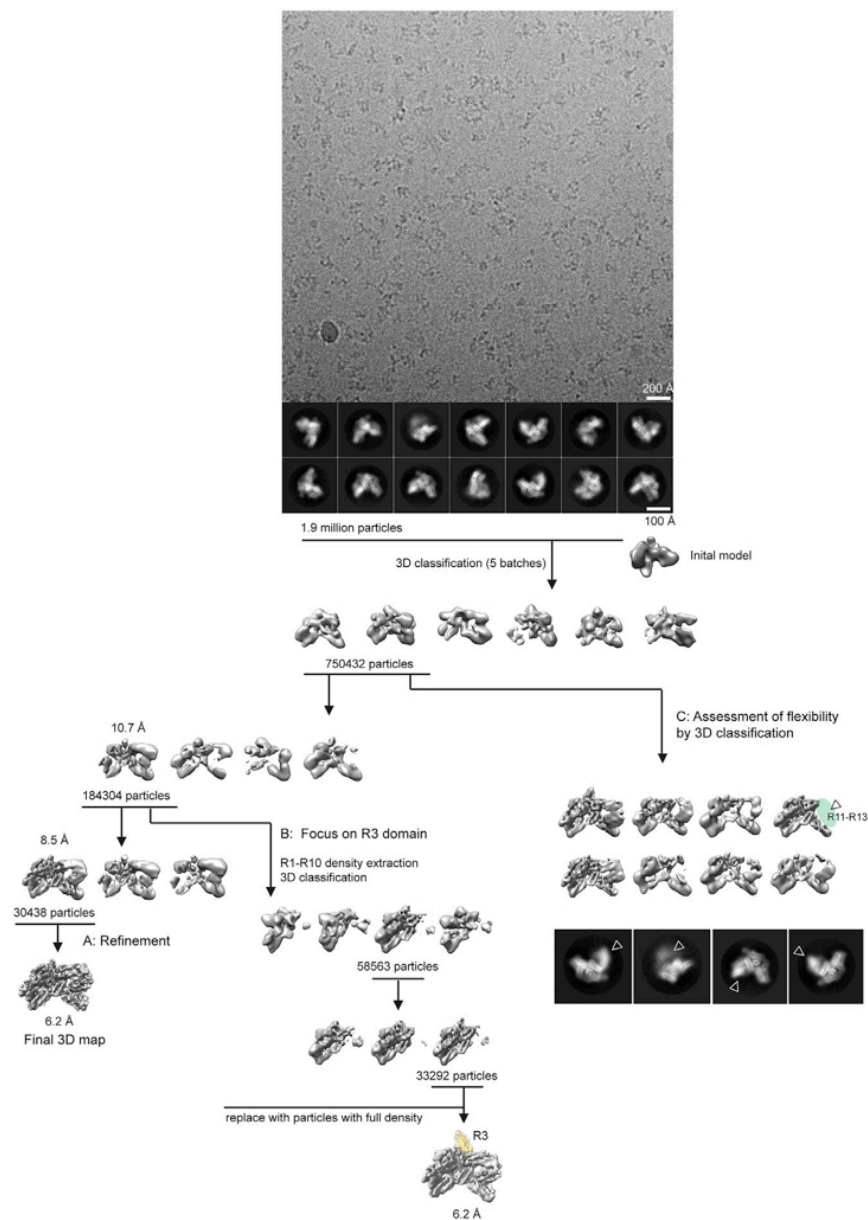 200 Å
100 Å
1.9 million particles
3D classification (5 batches)
Inital model
750432 particles
C: Assessment of flexibility
by 3D classification
10.7 Å
184304 particles
R11-R13
8.5 Å
B: Focus on R3 domain
R1-R10 density extraction
3D classification
30438 particles
A: Refinement
58563 particles
6.2 Å
Final 3D map
33292 particles
replace with particles with full density
R3
6.2 Å